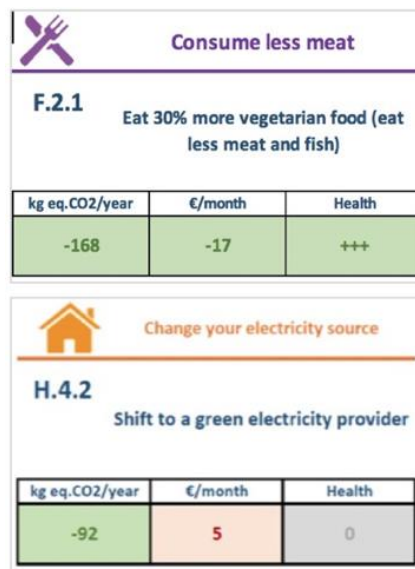 Consume less meat
F.2.1
Eat 30% more vegetarian food (eat
less meat and fish)
kg eq.CO2/year €/month Health
-168 -17 +++
Change your electricity source
H.4.2
Shift to a green electricity provider
kg eq.CO2/year €/month Health
-92 5 0